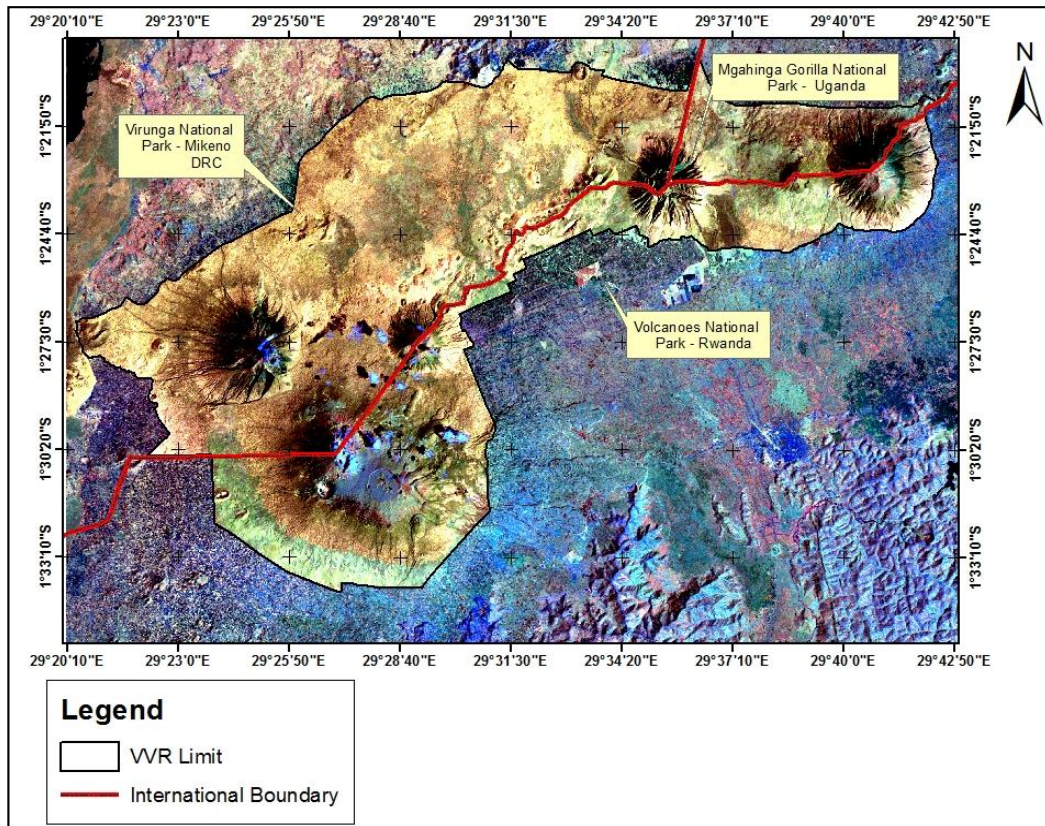 29°20'10"E 29°23'0"E 29°25'50"E 29°28'40"E 29°31'30"E 29°34'20"E 29°37'10"E 29°40'0"E 29°42'50"E
N
Mgahinga Gorilla National
Park - Uganda
Virunga National
Park - Mikeno
DRC
1°21'50"S 1°21'50"S
1°24'40"S 1°24'40"S
Volcanoes National
Park - Rwanda
1°27'30"S 1°27'30"S
1°30'20"S 1°30'20"S
1°33'10"S 1°33'10"S
29°20'10"E 29°23'0"E 29°25'50"E 29°28'40"E 29°31'30"E 29°34'20"E 29°37'10"E 29°40'0"E 29°42'50"E
Legend
VVR Limit
International Boundary